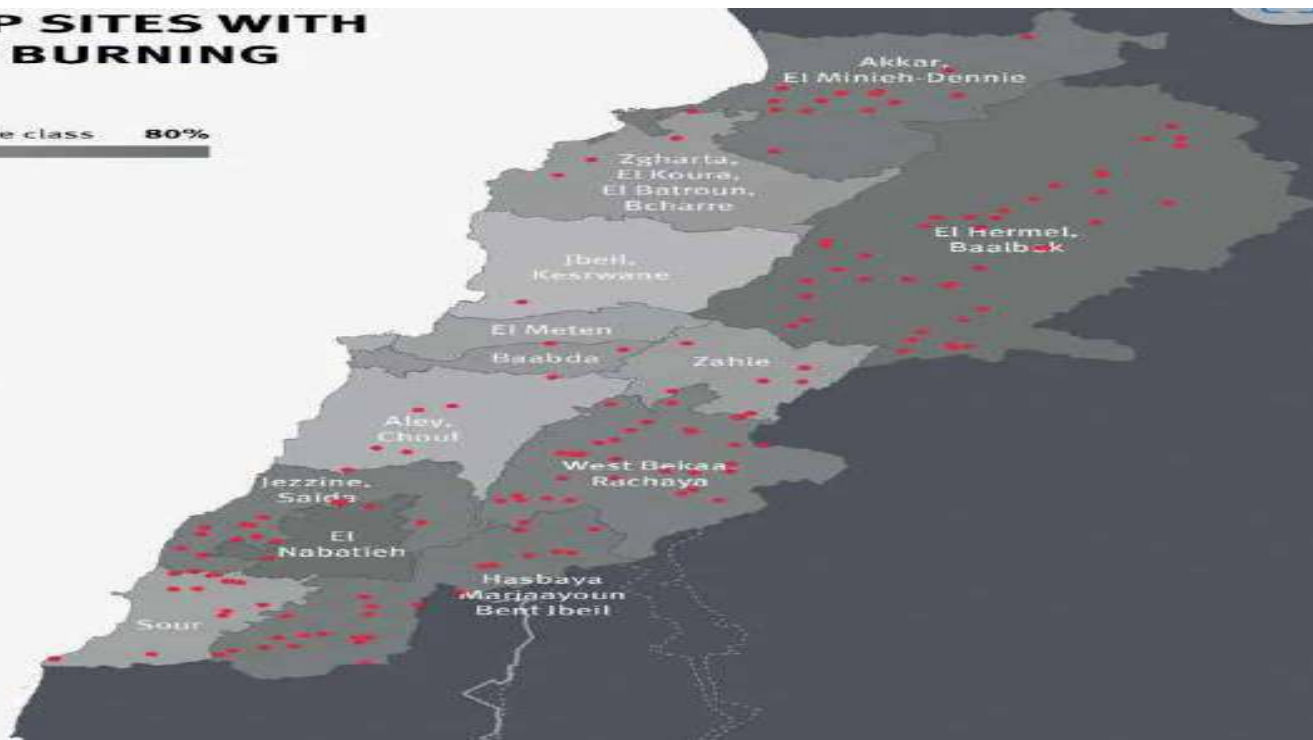 P SITES WITH
BURNING
e class 80%
Akkar,
El Minieh-Dennie
Zgharta,
El Koura,
El Batroun,
Bcharre
El Hermel,
Baalbek
Jbeil,
Kesrwane
El Meten
Baabda
Zahle
Aley,
Chouf
West Bekaa,
Rachaya
Jezzine,
Saida
El
Nabatieh
Hasbaya
Marjaayoun
Bent Jbeil
Sour